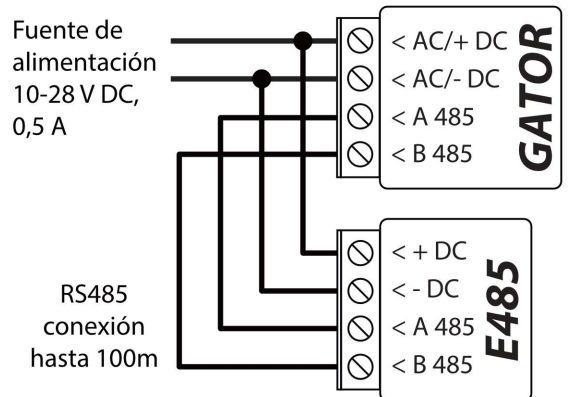 Fuente de
alimentación
10-28 V DC,
0,5 A
< AC/+ DC
< AC/- DC
< A 485
< B 485
GATOR
RS485
conexión
hasta 100m
< + DC
< - DC
< A 485
< B 485
E485